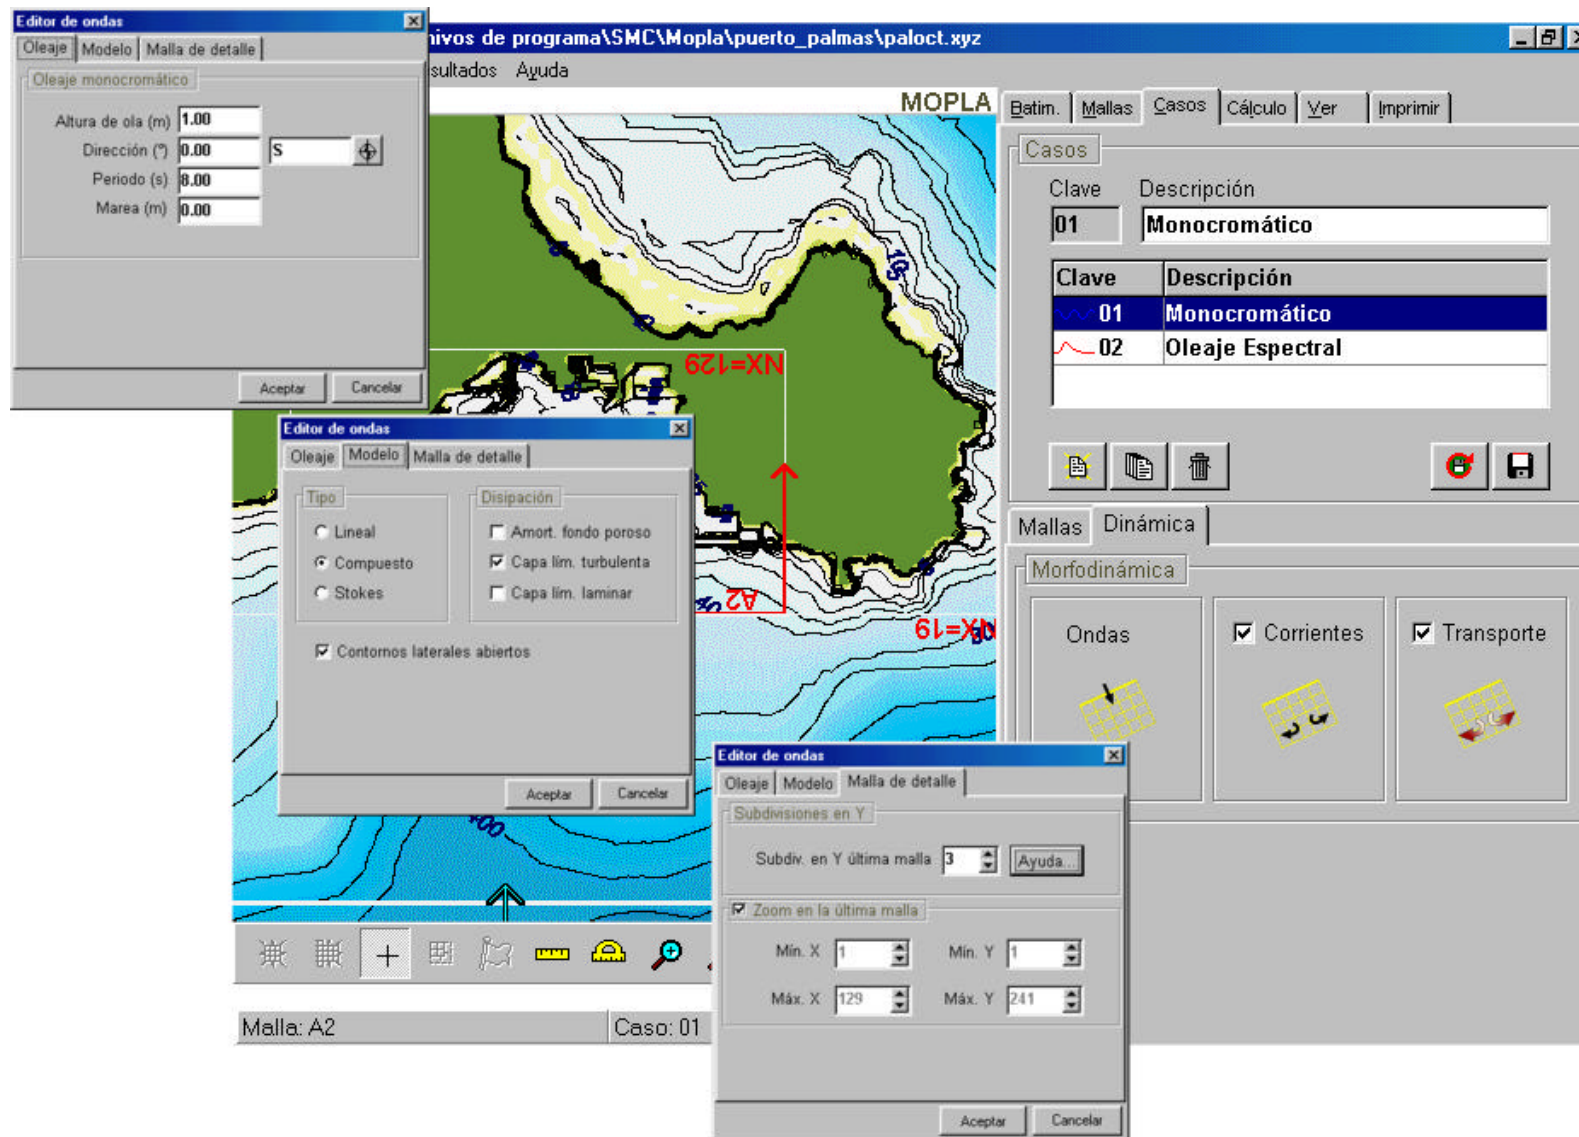 Editor de ondas
Oleaje Modelo Malla de detalle
Oleaje monocromático
Altura de ola (m) 1.00
Dirección (º) 0.00 S
Periodo (s) 8.00
Marea (m) 0.00
Aceptar Cancelar
ivos de programa\SMC\Mopla\puerto_palmas\paloct.xyz
sultados Ayuda
MOPLA
NX=129
A2
NX=19
100
Editor de ondas
Oleaje Modelo Malla de detalle
Tipo
Lineal
Compuesto
Stokes
Disipación
Amort. fondo poroso
Capa lím. turbulenta
Capa lím. laminar
Contornos laterales abiertos
Aceptar Cancelar
Batim. Mallas Casos Cálculo Ver Imprimir
Casos
Clave Descripción
01 Monocromático
Clave Descripción
01 Monocromático
02 Oleaje Espectral
Mallas Dinámica
Morfodinámica
Ondas Corrientes Transporte
Editor de ondas
Oleaje Modelo Malla de detalle
Subdivisiones en Y
Subdiv. en Y última malla 3 Ayuda...
Zoom en la última malla
Mín. X 1 Mín. Y 1
Máx. X 129 Máx. Y 241
Aceptar Cancelar
Malla: A2 Caso: 01